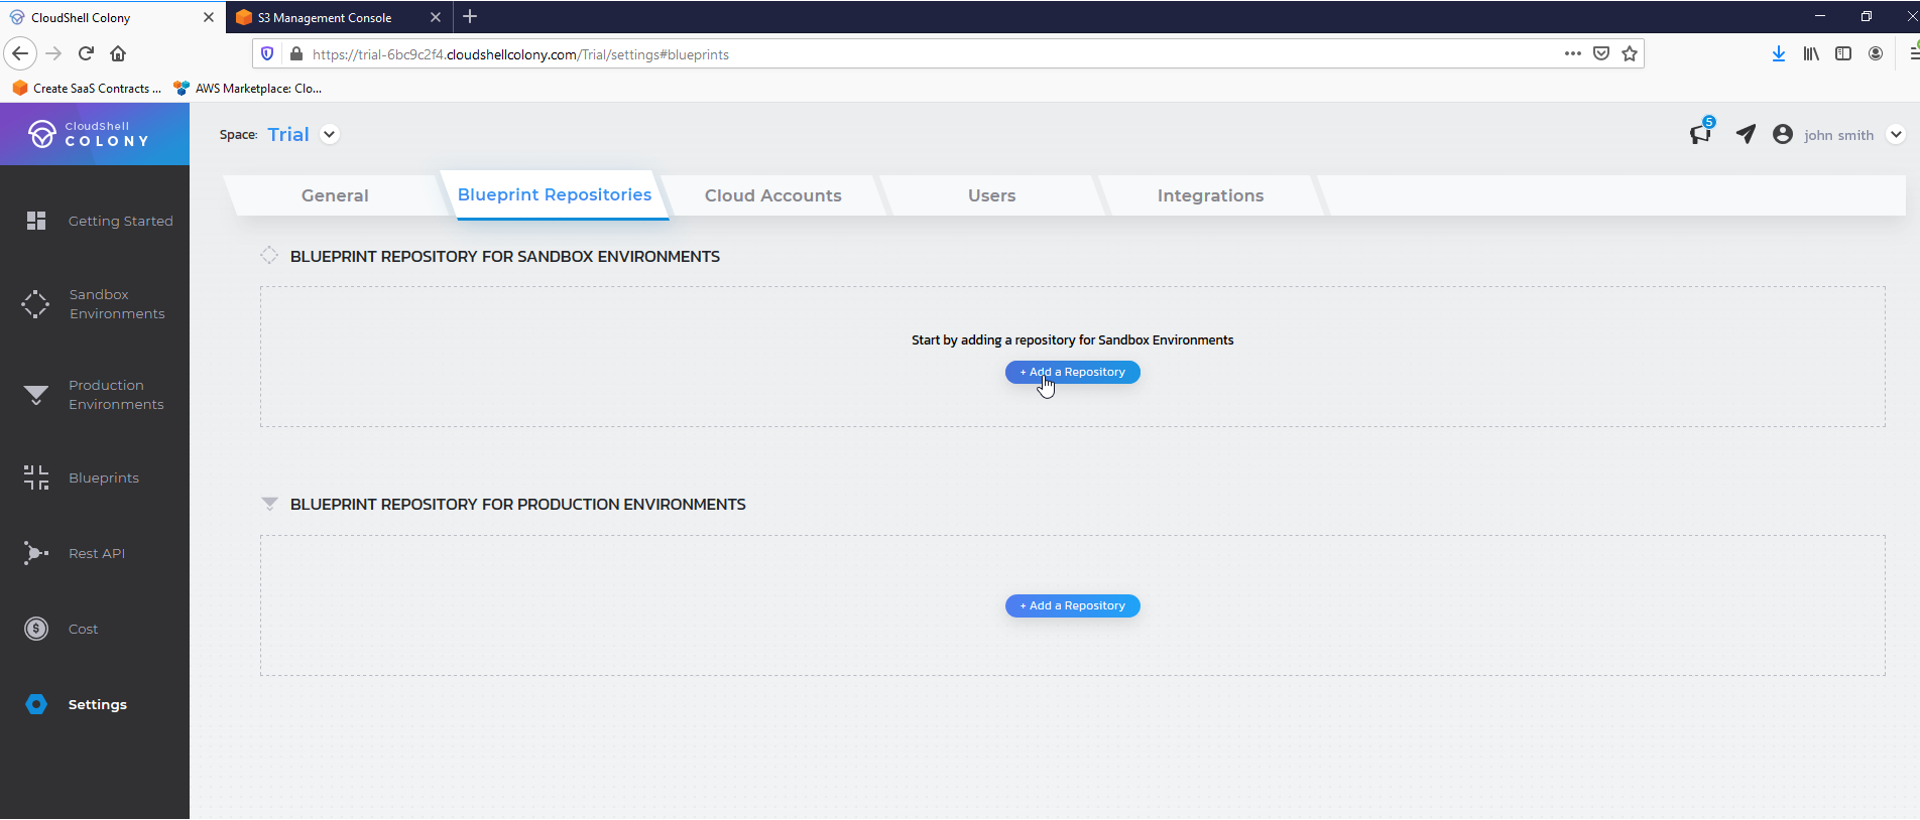 CloudShell Colony
S3 Management Console
https://trial-6bc9c2f4.cloudshellcolony.com/Trial/settings#blueprints
Create SaaS Contracts ...
AWS Marketplace: Clo...
CloudShell
COLONY
Space: Trial
5
john smith
General
Blueprint Repositories
Cloud Accounts
Users
Integrations
Getting Started
Sandbox
Environments
Production
Environments
Blueprints
Rest API
Cost
Settings
BLUEPRINT REPOSITORY FOR SANDBOX ENVIRONMENTS
Start by adding a repository for Sandbox Environments
+ Add a Repository
BLUEPRINT REPOSITORY FOR PRODUCTION ENVIRONMENTS
+ Add a Repository